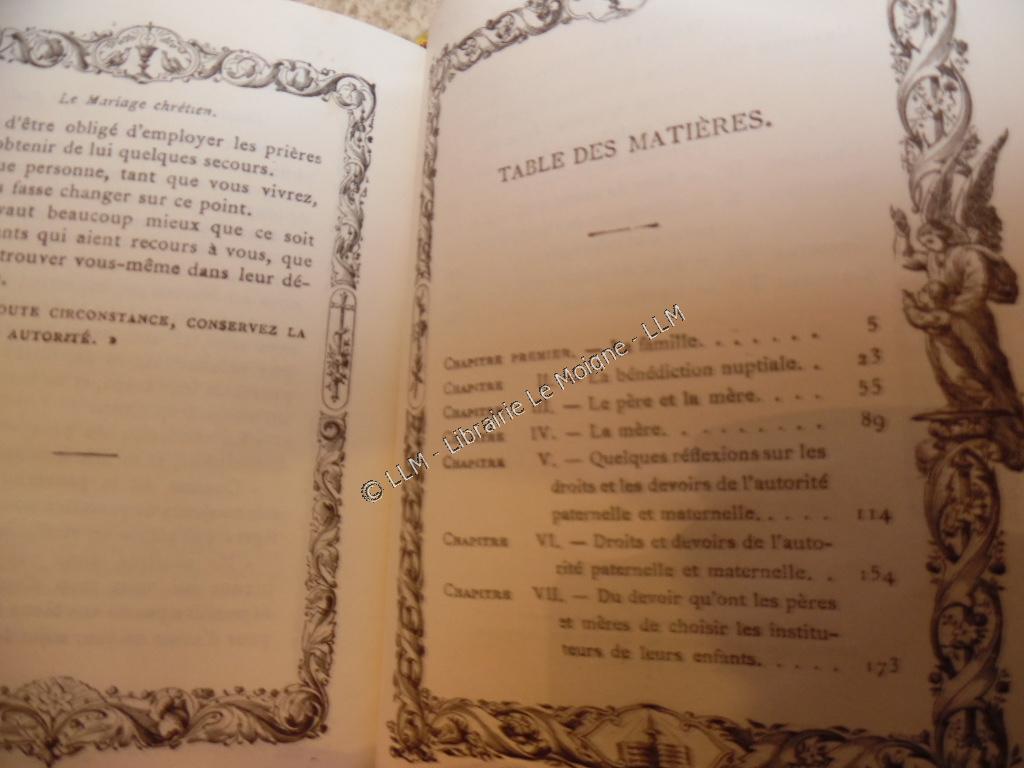 Le Mariage chrétien.
d'être obligé d'employer les prières
obtenir de lui quelques secours.
ue personne, tant que vous vivrez,
s fasse changer sur ce point.
vaut beaucoup mieux que ce soit
ants qui aient recours à vous, que
trouver vous-même dans leur dé-
OUTE CIRCONSTANCE, CONSERVEZ LA
AUTORITÉ. »
TABLE DES MATIÈRES.
CHAPITRE PREMIER. — La famille. . . . . . . 5
CHAPITRE II. — La bénédiction nuptiale. . 23
CHAPITRE III. — Le père et la mère. . . . . 55
CHAPITRE IV. — La mère. . . . . . . . . 89
CHAPITRE V. — Quelques réflexions sur les
droits et les devoirs de l'autorité
paternelle et maternelle. . . . . 114
CHAPITRE VI. — Droits et devoirs de l'auto-
rité paternelle et maternelle. . 154
CHAPITRE VII. — Du devoir qu'ont les pères
et mères de choisir les institu-
teurs de leurs enfants. . . . . . 173
© LLM - Librairie Le Moigne - LLM